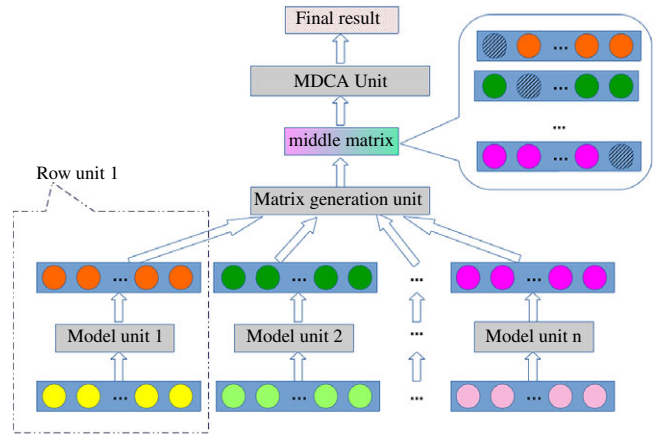 Final result
MDCA Unit
middle matrix
Matrix generation unit
...
...
...
...
Row unit 1
... ... ... ...
Model unit 1 Model unit 2 ... Model unit n
... ... ... ...